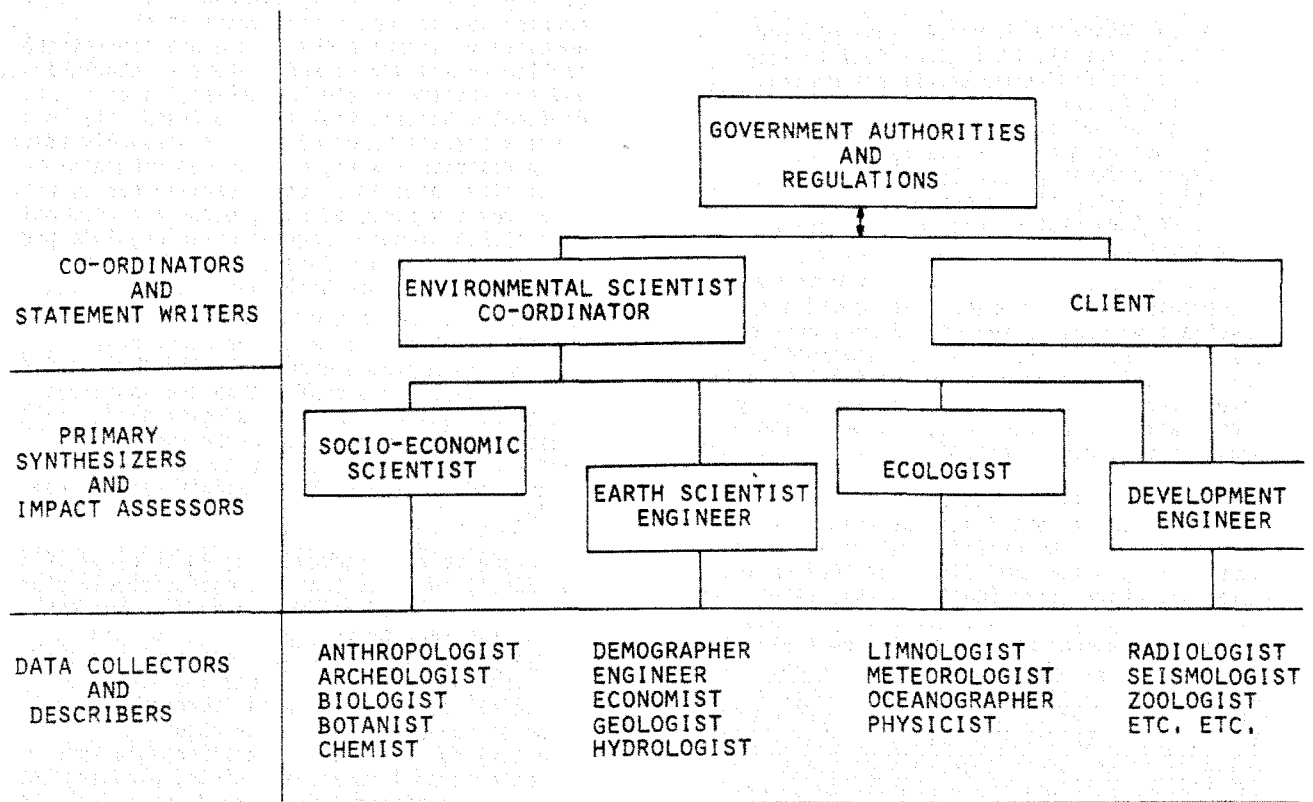 GOVERNMENT AUTHORITIES
AND
REGULATIONS
CO-ORDINATORS
AND
STATEMENT WRITERS
ENVIRONMENTAL SCIENTIST
CO-ORDINATOR
CLIENT
PRIMARY
SYNTHESIZERS
AND
IMPACT ASSESSORS
SOCIO-ECONOMIC
SCIENTIST
EARTH SCIENTIST
ENGINEER
ECOLOGIST
DEVELOPMENT
ENGINEER
DATA COLLECTORS
AND
DESCRIBERS
ANTHROPOLOGIST
ARCHEOLOGIST
BIOLOGIST
BOTANIST
CHEMIST
DEMOGRAPHER
ENGINEER
ECONOMIST
GEOLOGIST
HYDROLOGIST
LIMNOLOGIST
METEOROLOGIST
OCEANOGRAPHER
PHYSICIST
RADIOLOGIST
SEISMOLOGIST
ZOOLOGIST
ETC. ETC.